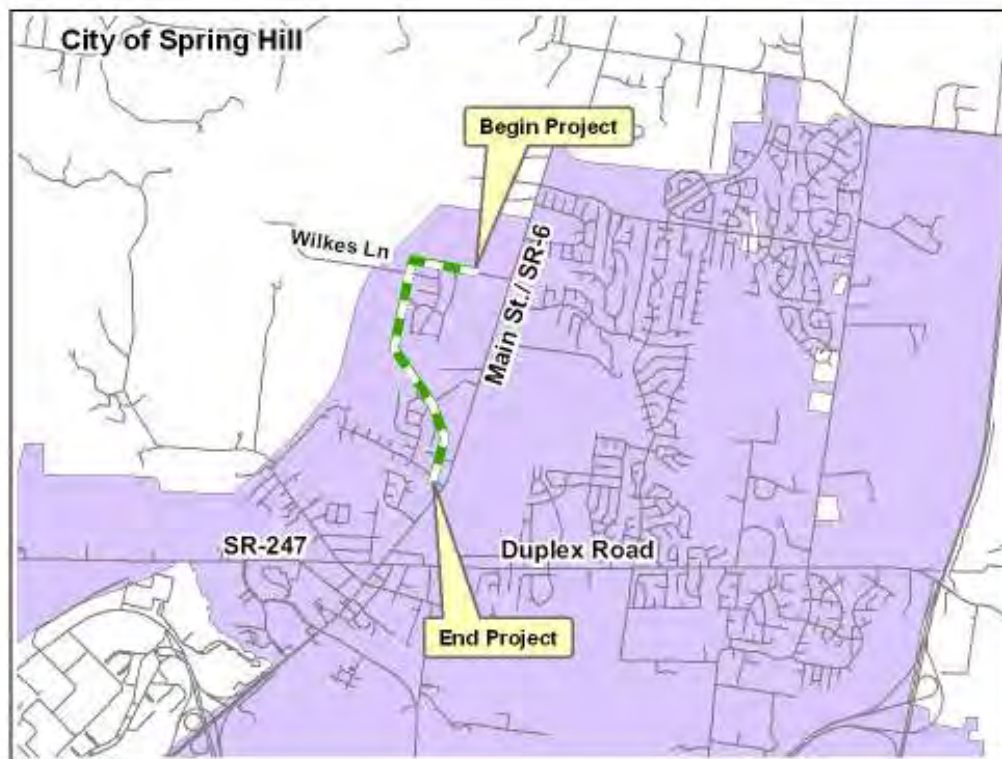 City of Spring Hill
Begin Project
Wilkes Ln
Main St./ SR-6
SR-247
Duplex Road
End Project